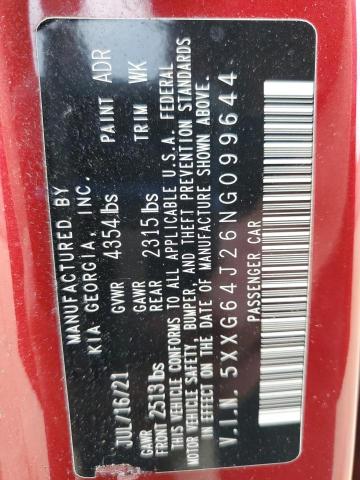 MANUFACTURED BY
KIA GEORGIA, INC.
JUL/16/21 GVWR 4354lbs PAINT ADR
GAWR FRONT 2513lbs GAWR REAR 2315lbs TRIM WK
THIS VEHICLE CONFORMS TO ALL APPLICABLE U.S.A. FEDERAL
MOTOR VEHICLE SAFETY, BUMPER, AND THEFT PREVENTION STANDARDS
IN EFFECT ON THE DATE OF MANUFACTURE SHOWN ABOVE.
V.I.N. 5XXG64J26NG099644
PASSENGER CAR